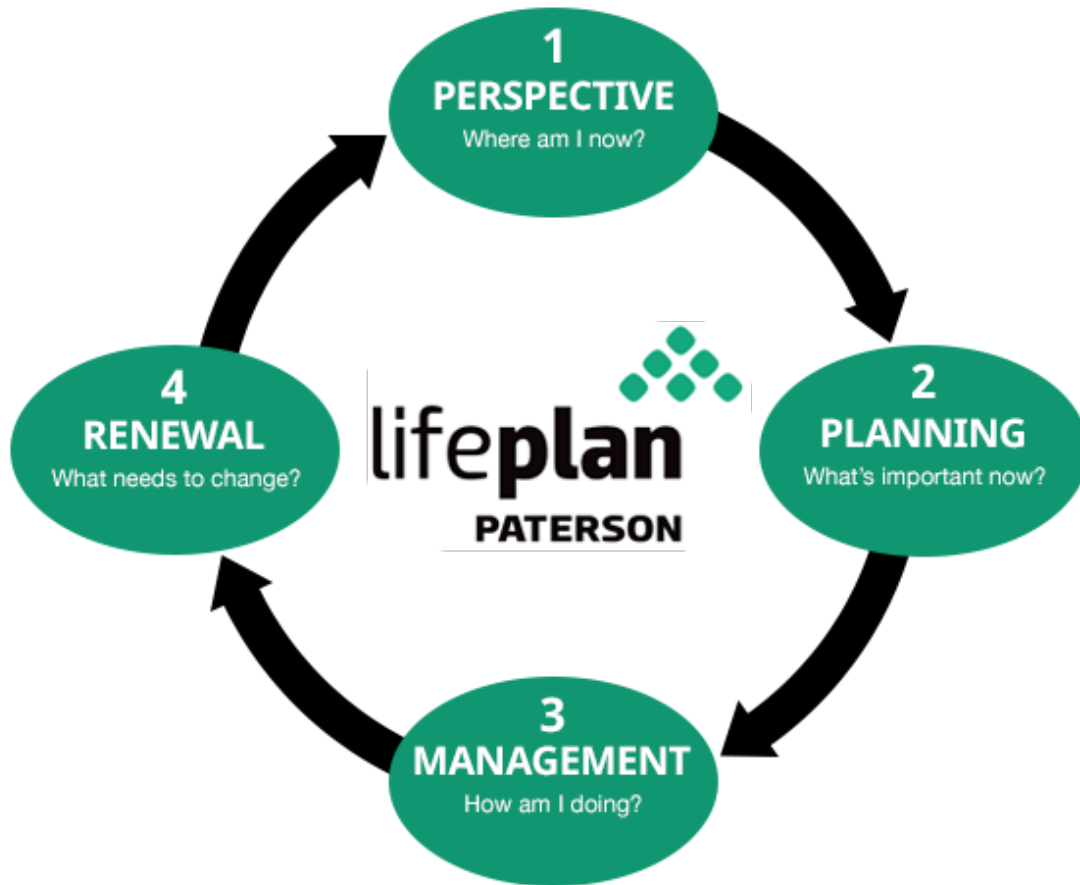 1
PERSPECTIVE
Where am I now?
2
PLANNING
What's important now?
3
MANAGEMENT
How am I doing?
4
RENEWAL
What needs to change?
lifeplan
PATERSON